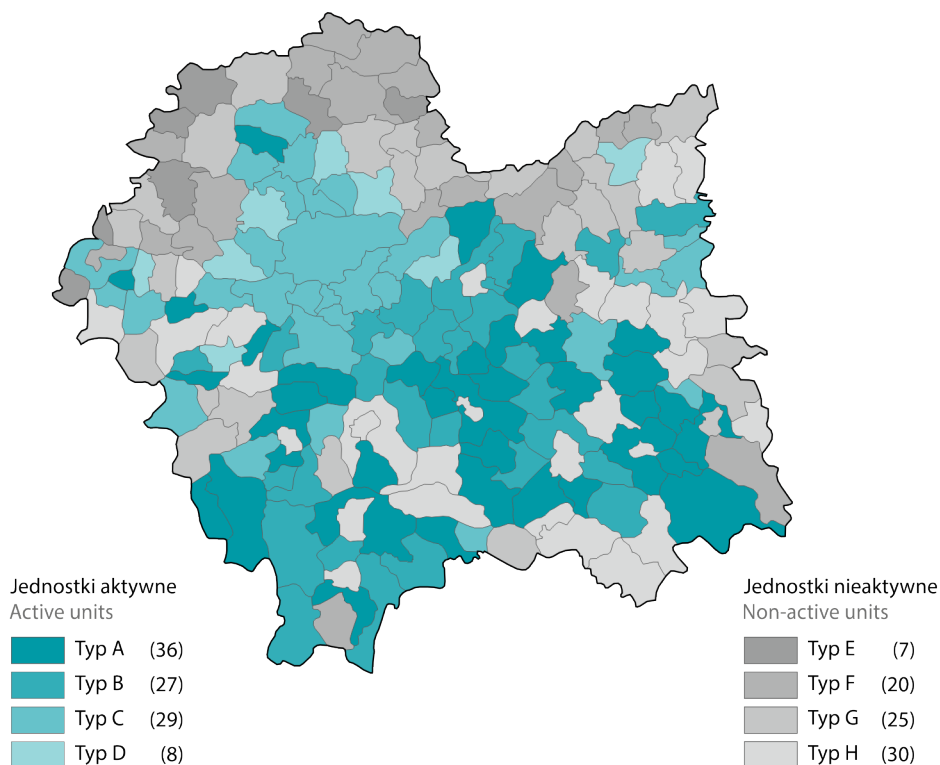 Jednostki aktywne
Active units
Typ A (36)
Typ B (27)
Typ C (29)
Typ D (8)
Jednostki nieaktywne
Non-active units
Typ E (7)
Typ F (20)
Typ G (25)
Typ H (30)